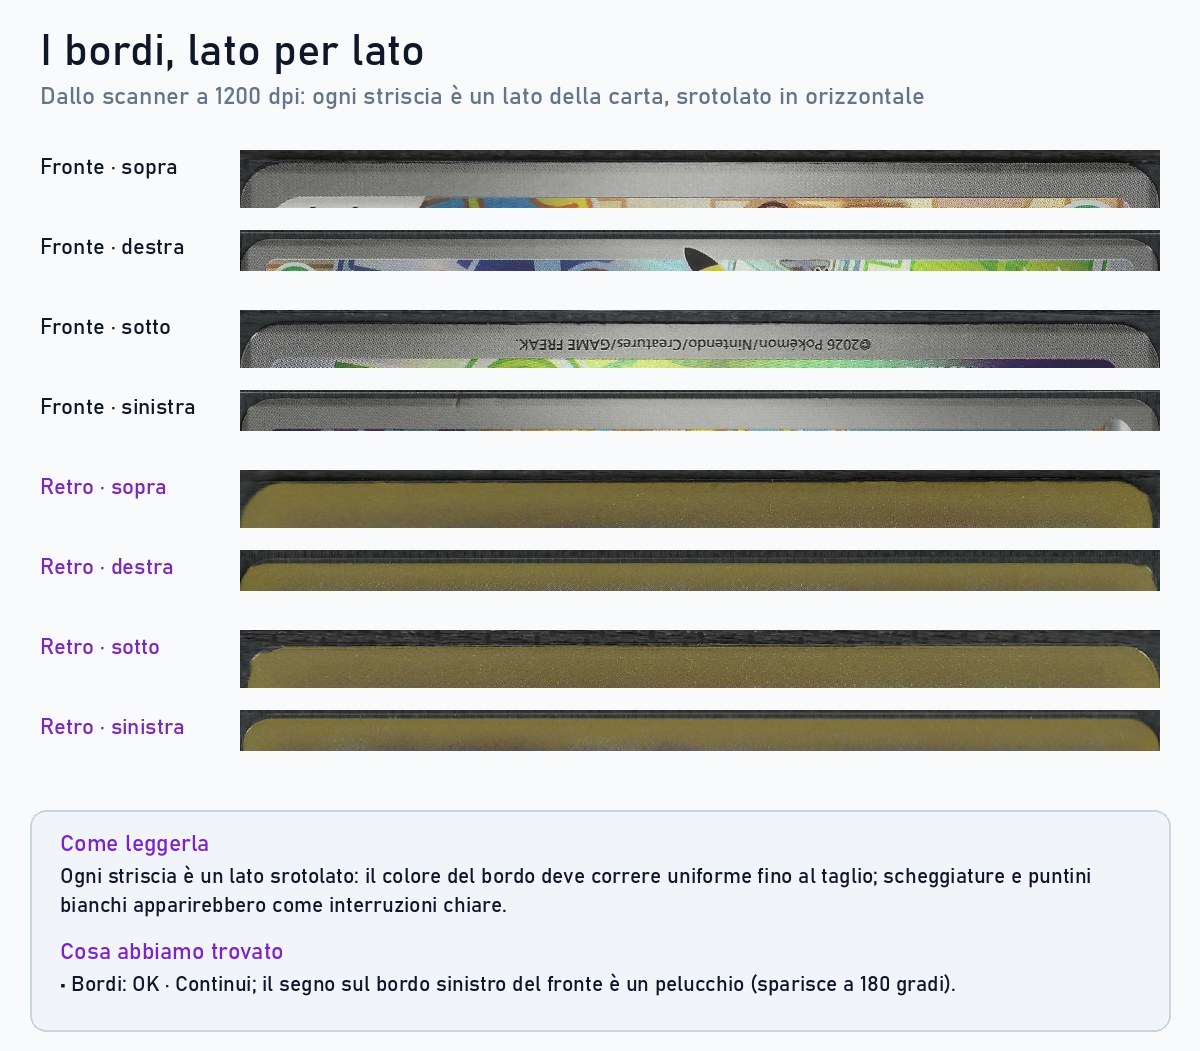 I bordi, lato per lato
Dallo scanner a 1200 dpi: ogni striscia è un lato della carta, srotolato in orizzontale
Fronte · sopra
Fronte · destra
Fronte · sotto
©2026 Pokémon/Nintendo/Creatures/GAME FREAK.
Fronte · sinistra
Retro · sopra
Retro · destra
Retro · sotto
Retro · sinistra
Come leggerla
Ogni striscia è un lato srotolato: il colore del bordo deve correre uniforme fino al taglio; scheggiature e puntini
bianchi apparirebbero come interruzioni chiare.
Cosa abbiamo trovato
• Bordi: OK · Continui; il segno sul bordo sinistro del fronte è un pelucchio (sparisce a 180 gradi).